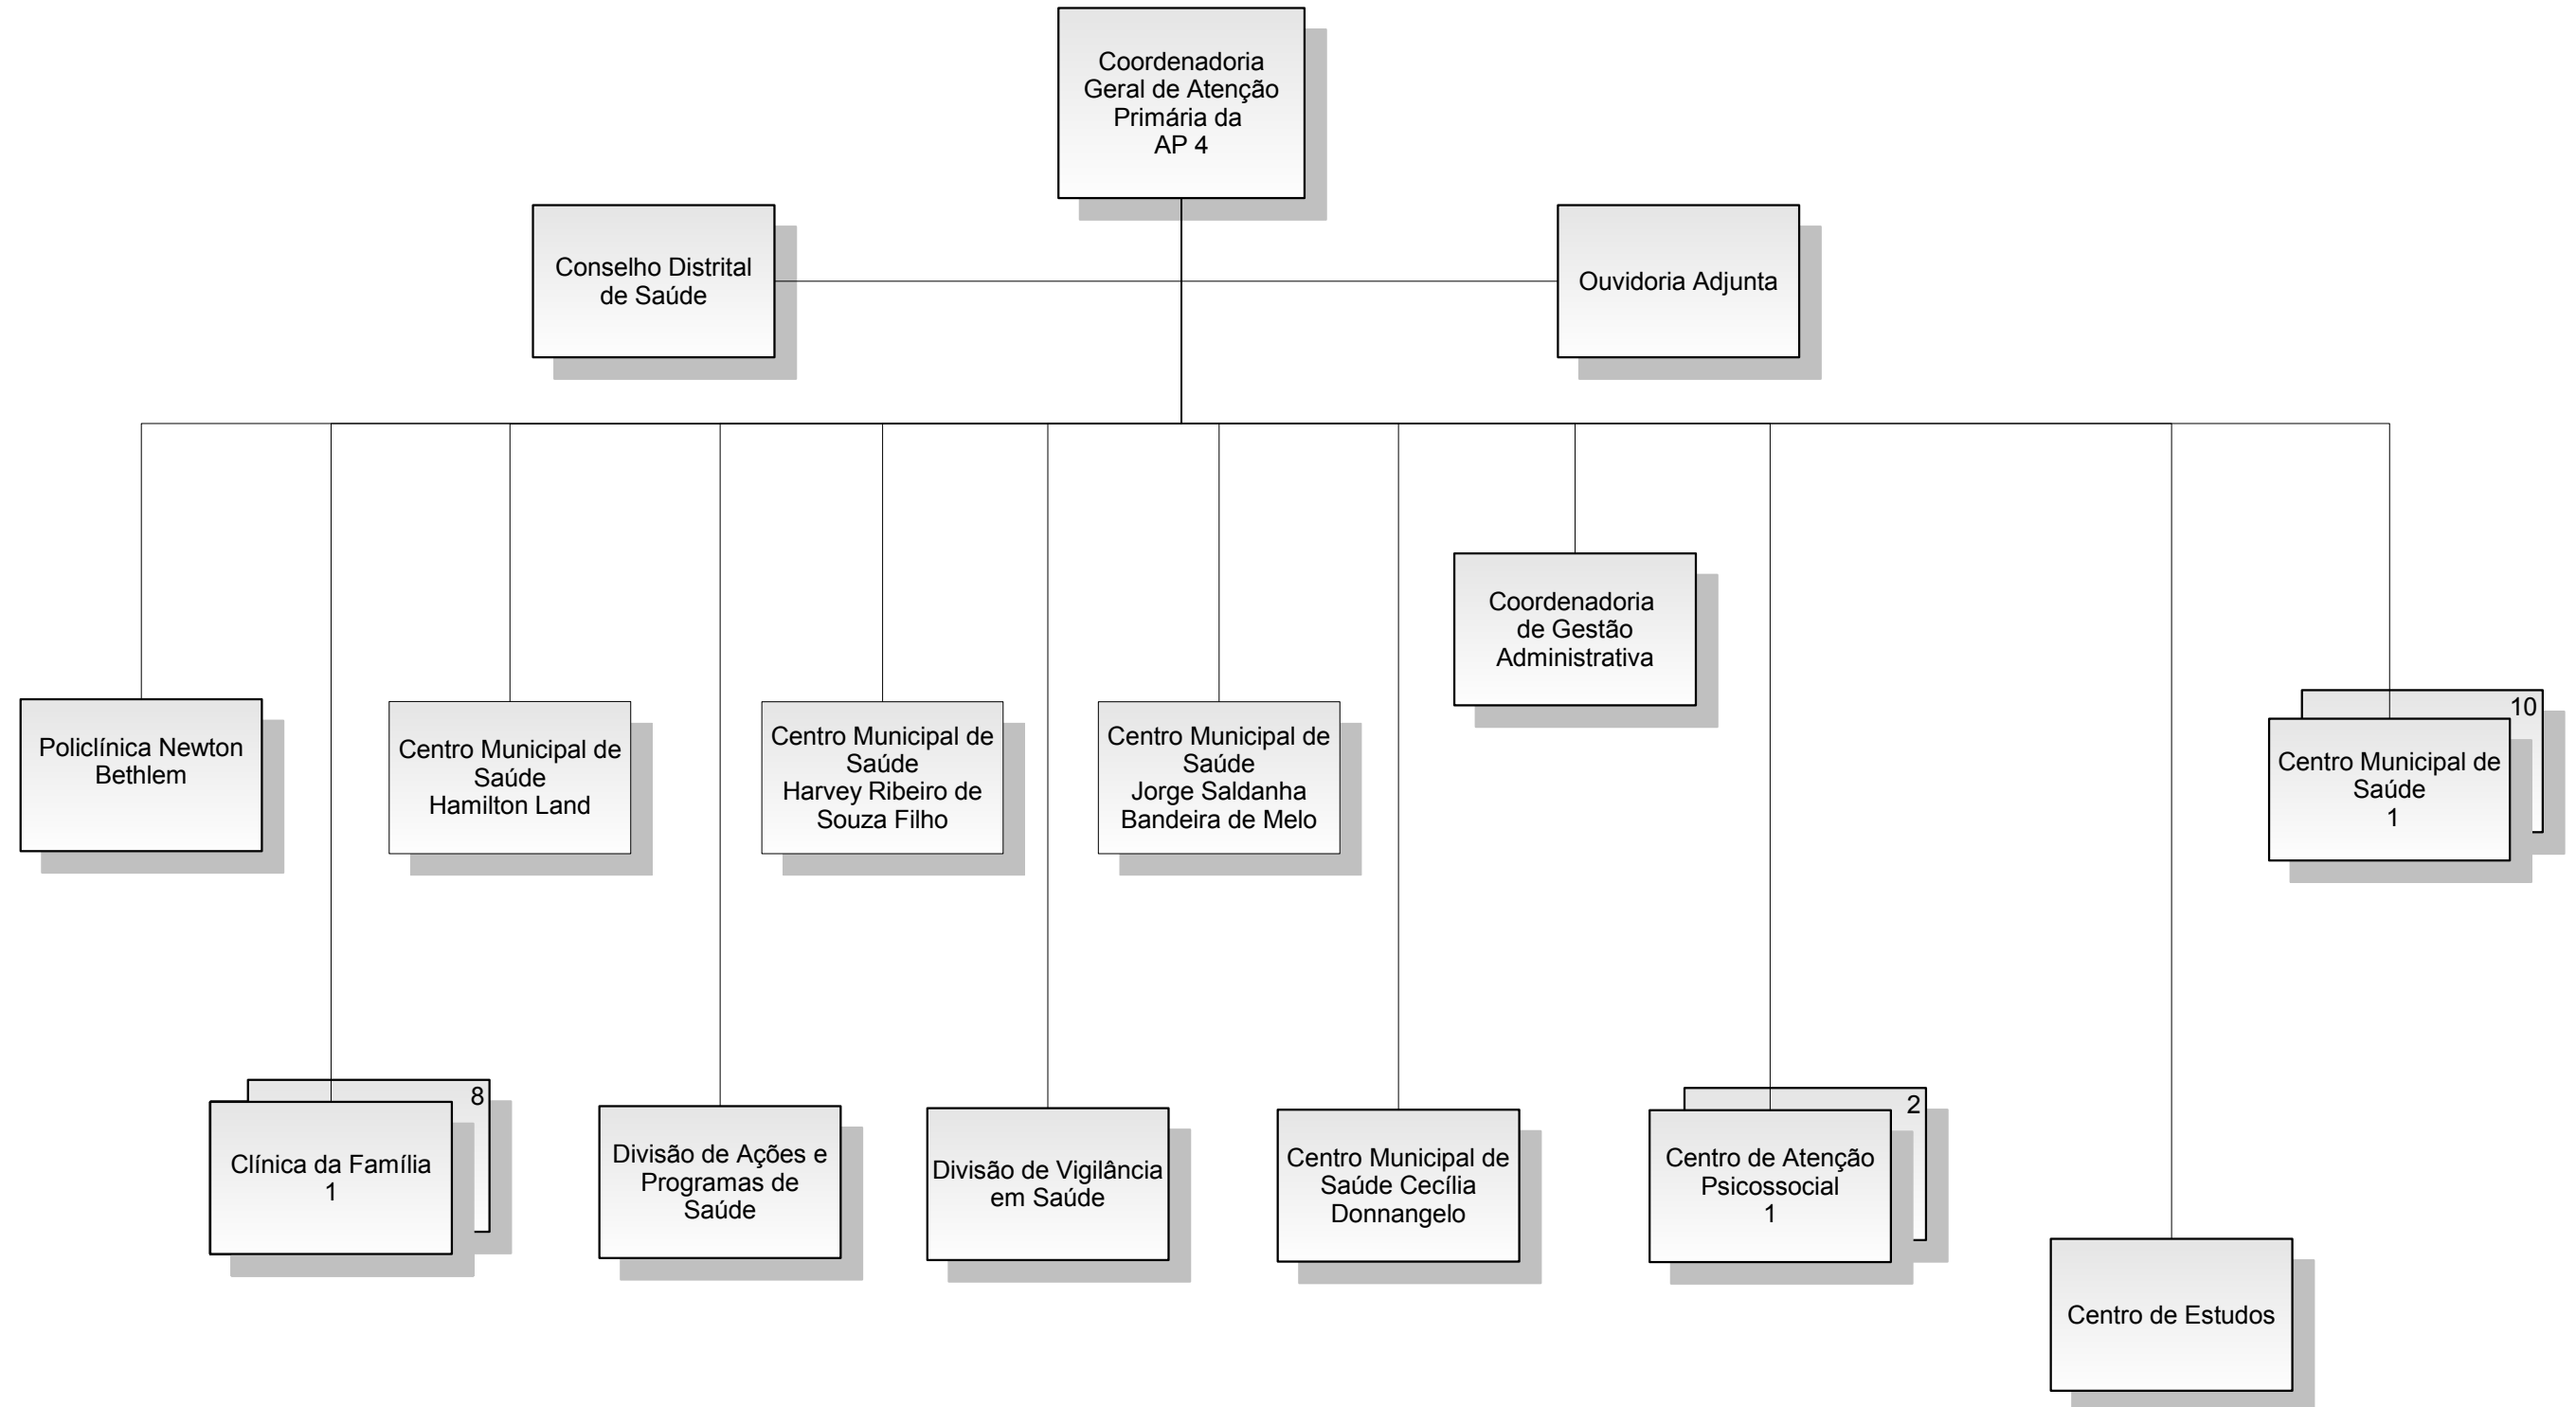 Coordenadoria
Geral de Atenção
Primária da
AP 4
Conselho Distrital
de Saúde
Ouvidoria Adjunta
Coordenadoria
de Gestão
Administrativa
Policlínica Newton
Bethlem
Centro Municipal de
Saúde
Hamilton Land
Centro Municipal de
Saúde
Harvey Ribeiro de
Souza Filho
Centro Municipal de
Saúde
Jorge Saldanha
Bandeira de Melo
10
Centro Municipal de
Saúde
1
8
Clínica da Família
1
Divisão de Ações e
Programas de
Saúde
Divisão de Vigilância
em Saúde
Centro Municipal de
Saúde Cecília
Donnangelo
2
Centro de Atenção
Psicossocial
1
Centro de Estudos